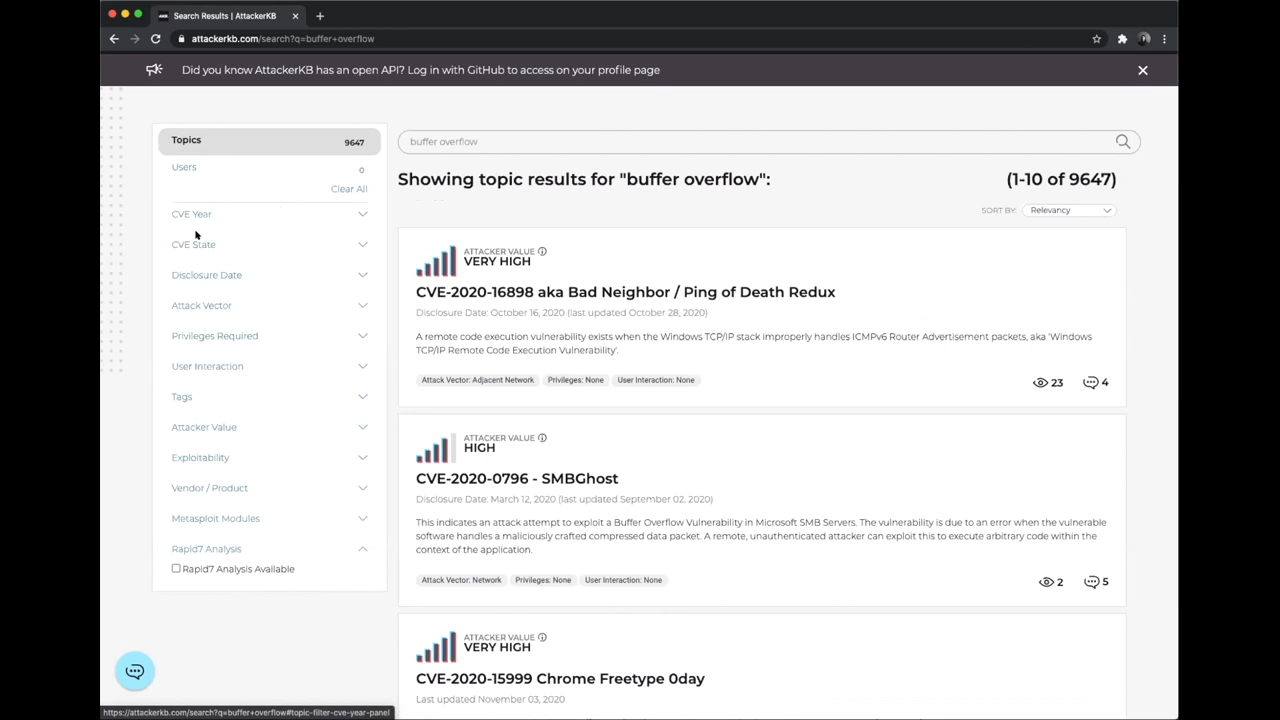 Search Results | AttackerKB
attackerkb.com/search?q=buffer+overflow
Did you know AttackerKB has an open API? Log in with GitHub to access on your profile page
Topics 9647
Users 0
Clear All
CVE Year
CVE State
Disclosure Date
Attack Vector
Privileges Required
User Interaction
Tags
Attacker Value
Exploitability
Vendor / Product
Metasploit Modules
Rapid7 Analysis
Rapid7 Analysis Available
buffer overflow
Showing topic results for "buffer overflow": (1-10 of 9647)
SORT BY: Relevancy
ATTACKER VALUE
VERY HIGH
CVE-2020-16898 aka Bad Neighbor / Ping of Death Redux
Disclosure Date: October 16, 2020 (last updated October 28, 2020)
A remote code execution vulnerability exists when the Windows TCP/IP stack improperly handles ICMPv6 Router Advertisement packets, aka 'Windows
TCP/IP Remote Code Execution Vulnerability'.
Attack Vector: Adjacent Network Privileges: None User Interaction: None 23 4
ATTACKER VALUE
HIGH
CVE-2020-0796 - SMBGhost
Disclosure Date: March 12, 2020 (last updated September 02, 2020)
This indicates an attack attempt to exploit a Buffer Overflow Vulnerability in Microsoft SMB Servers. The vulnerability is due to an error when the vulnerable
software handles a maliciously crafted compressed data packet. A remote, unauthenticated attacker can exploit this to execute arbitrary code within the
context of the application.
Attack Vector: Network Privileges: None User Interaction: None 2 5
ATTACKER VALUE
VERY HIGH
CVE-2020-15999 Chrome Freetype 0day
Last updated November 03, 2020
https://attackerkb.com/search?q=buffer+overflow#topic-filter-cve-year-panel